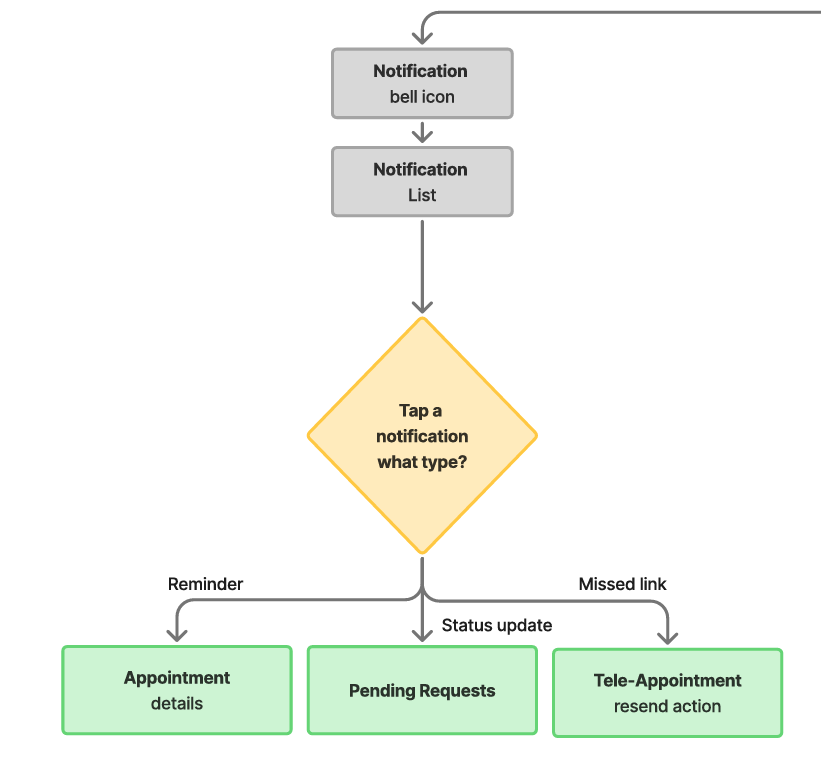 Notification
bell icon
Notification
List
Tap a
notification
what type?
Reminder
Missed link
Status update
Appointment
details
Pending Requests
Tele-Appointment
resend action